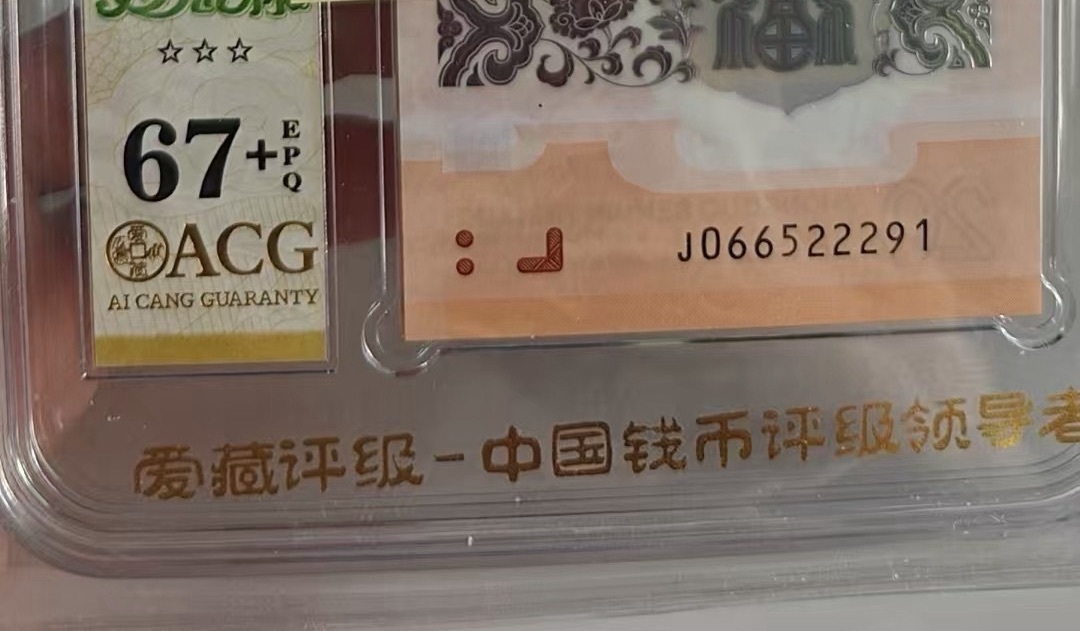 ☆☆☆
67+EPQ
ACG
AI CANG GUARANTY
J066522291
爱藏评级-中国钱币评级领导者